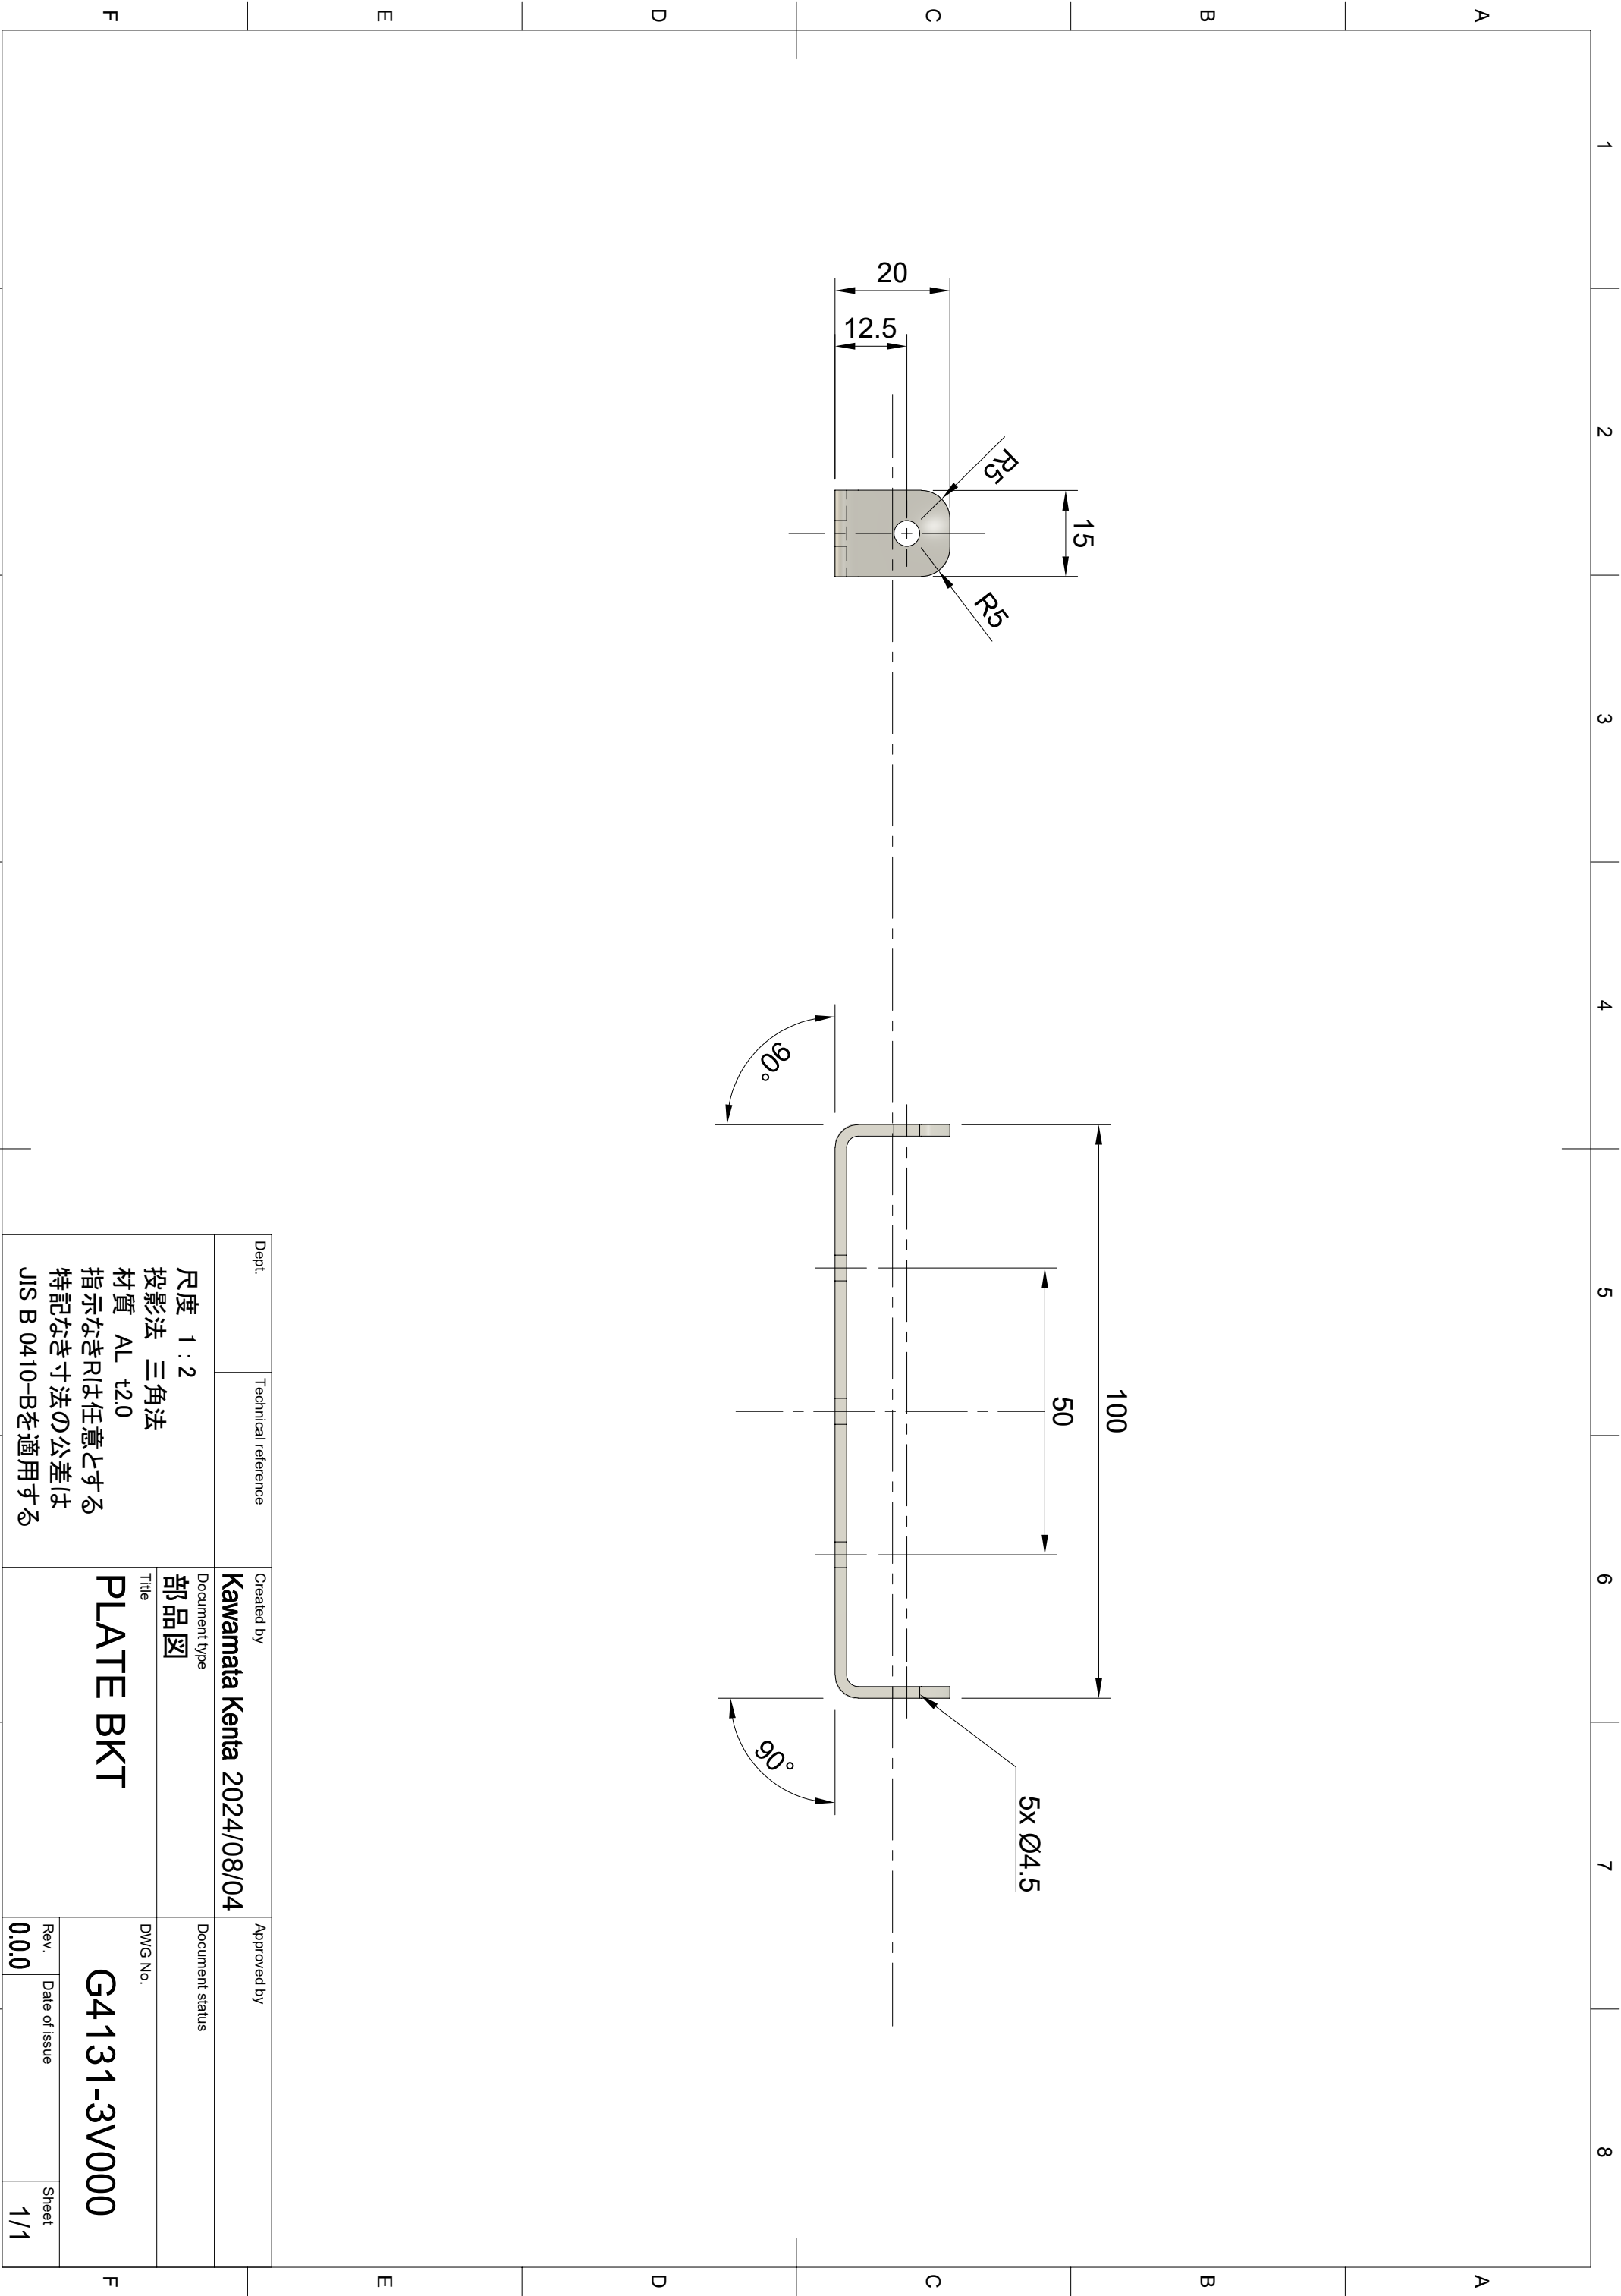 1
2
3
4
5
6
7
8
A
A
B
B
C
C
D
D
E
E
F
F
20
12.5
R5
15
R5
100
50
90°
90°
5x Ø4.5
Dept.
Technical reference
Created by
Kawamata Kenta 2024/08/04
Approved by
尺度 1:2
投影法 三角法
材質 AL t2.0
指示なきRは任意とする
特記なき寸法の公差は
JIS B 0410-Bを適用する
Document type
部品図
Document status
Title
PLATE BKT
DWG No.
G4131-3V000
Rev.
0.0.0
Date of issue
Sheet
1/1